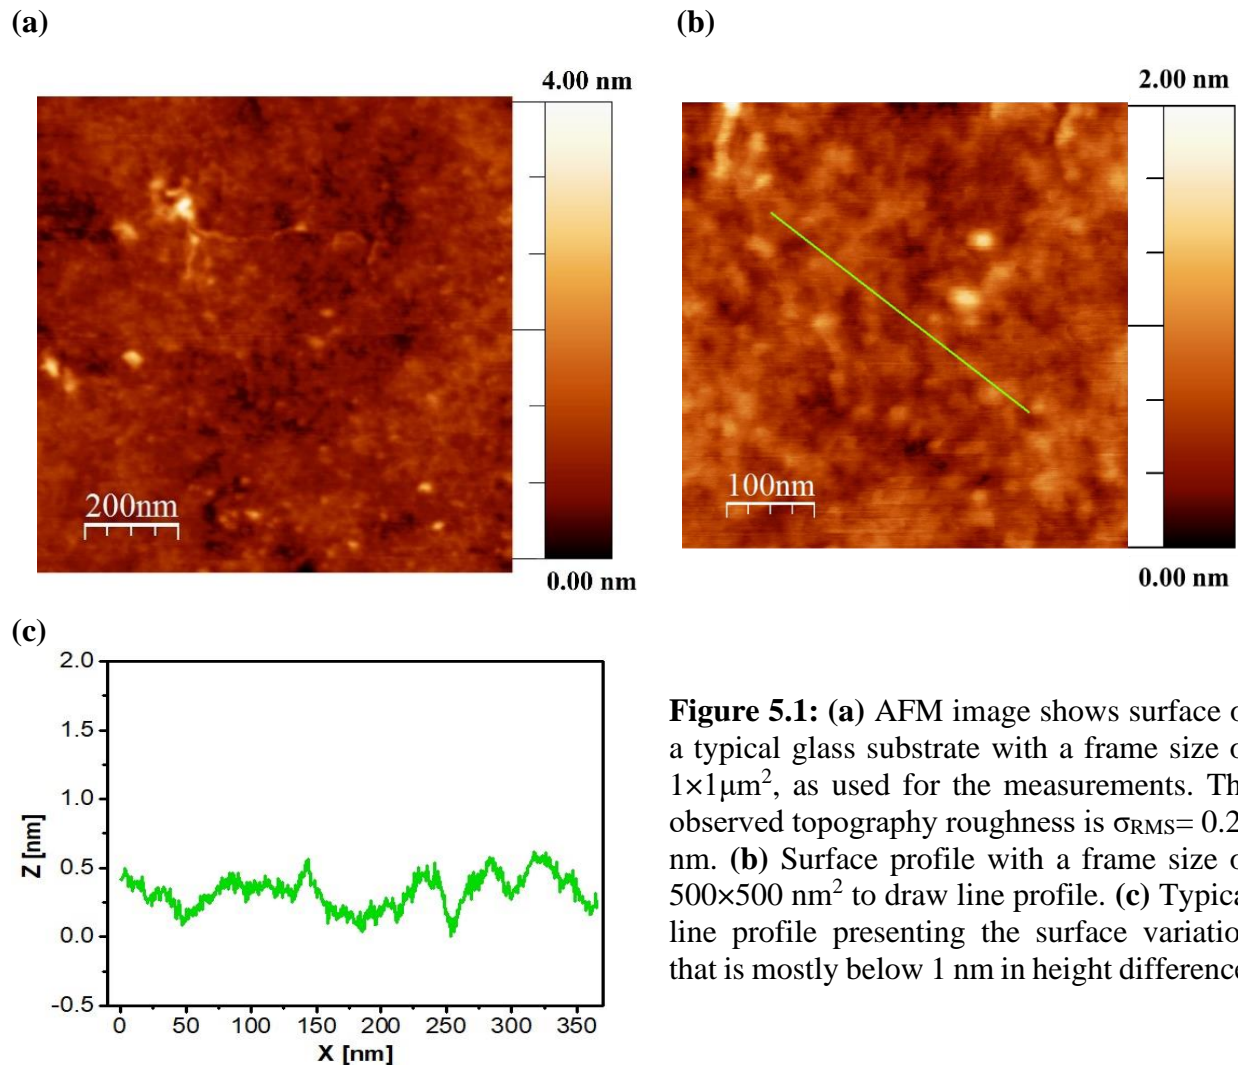 (a)
(b)
4.00 nm
2.00 nm
200nm
100nm
0.00 nm
0.00 nm
(c)
2.0
1.5
1.0
0.5
0.0
-0.5
Z [nm]
0 50 100 150 200 250 300 350
X [nm]
Figure 5.1: (a) AFM image shows surface o
a typical glass substrate with a frame size o
1×1μm², as used for the measurements. Th
observed topography roughness is σRMS= 0.2
nm. (b) Surface profile with a frame size o
500×500 nm² to draw line profile. (c) Typica
line profile presenting the surface variatio
that is mostly below 1 nm in height difference